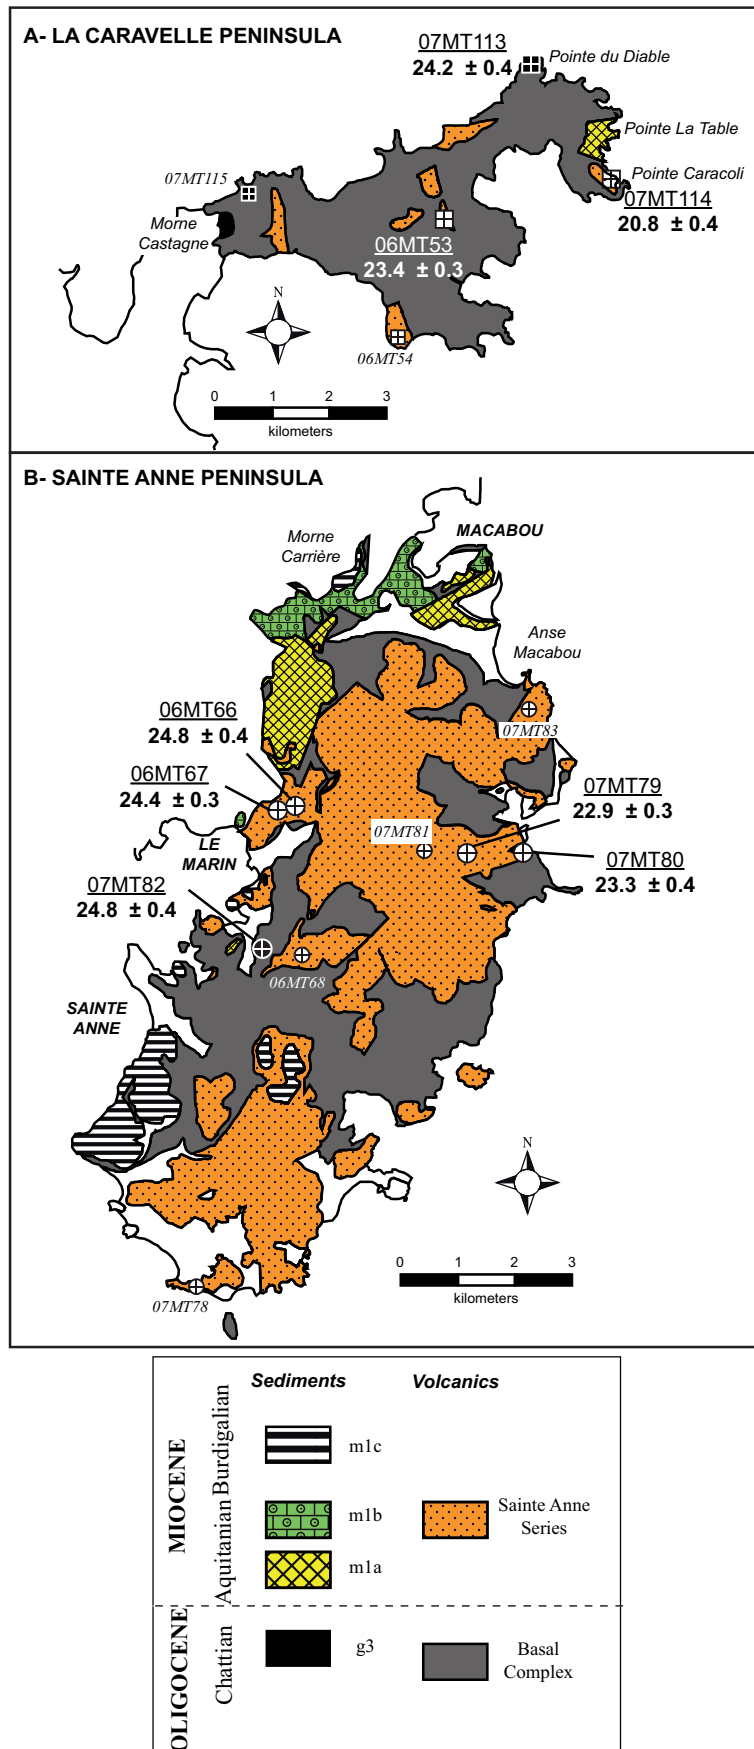 A- LA CARAVELLE PENINSULA
07MT113
24.2 ± 0.4
Pointe du Diable
Pointe La Table
07MT115
Pointe Caracoli
07MT114
20.8 ± 0.4
Morne
Castagne
06MT53
23.4 ± 0.3
N
06MT54
0 1 2 3
kilometers
B- SAINTE ANNE PENINSULA
Morne
Carrière
MACABOU
Anse
Macabou
06MT66
24.8 ± 0.4
07MT83
06MT67
24.4 ± 0.3
07MT79
22.9 ± 0.3
07MT81
LE
MARIN
07MT80
23.3 ± 0.4
07MT82
24.8 ± 0.4
06MT68
SAINTE
ANNE
N
0 1 2 3
kilometers
07MT78
Sediments Volcanics
MIOCENE
Burdigalian
m1c
Aquitanian
m1b
Sainte Anne
Series
m1a
OLIGOCENE
Chattian
g3
Basal
Complex